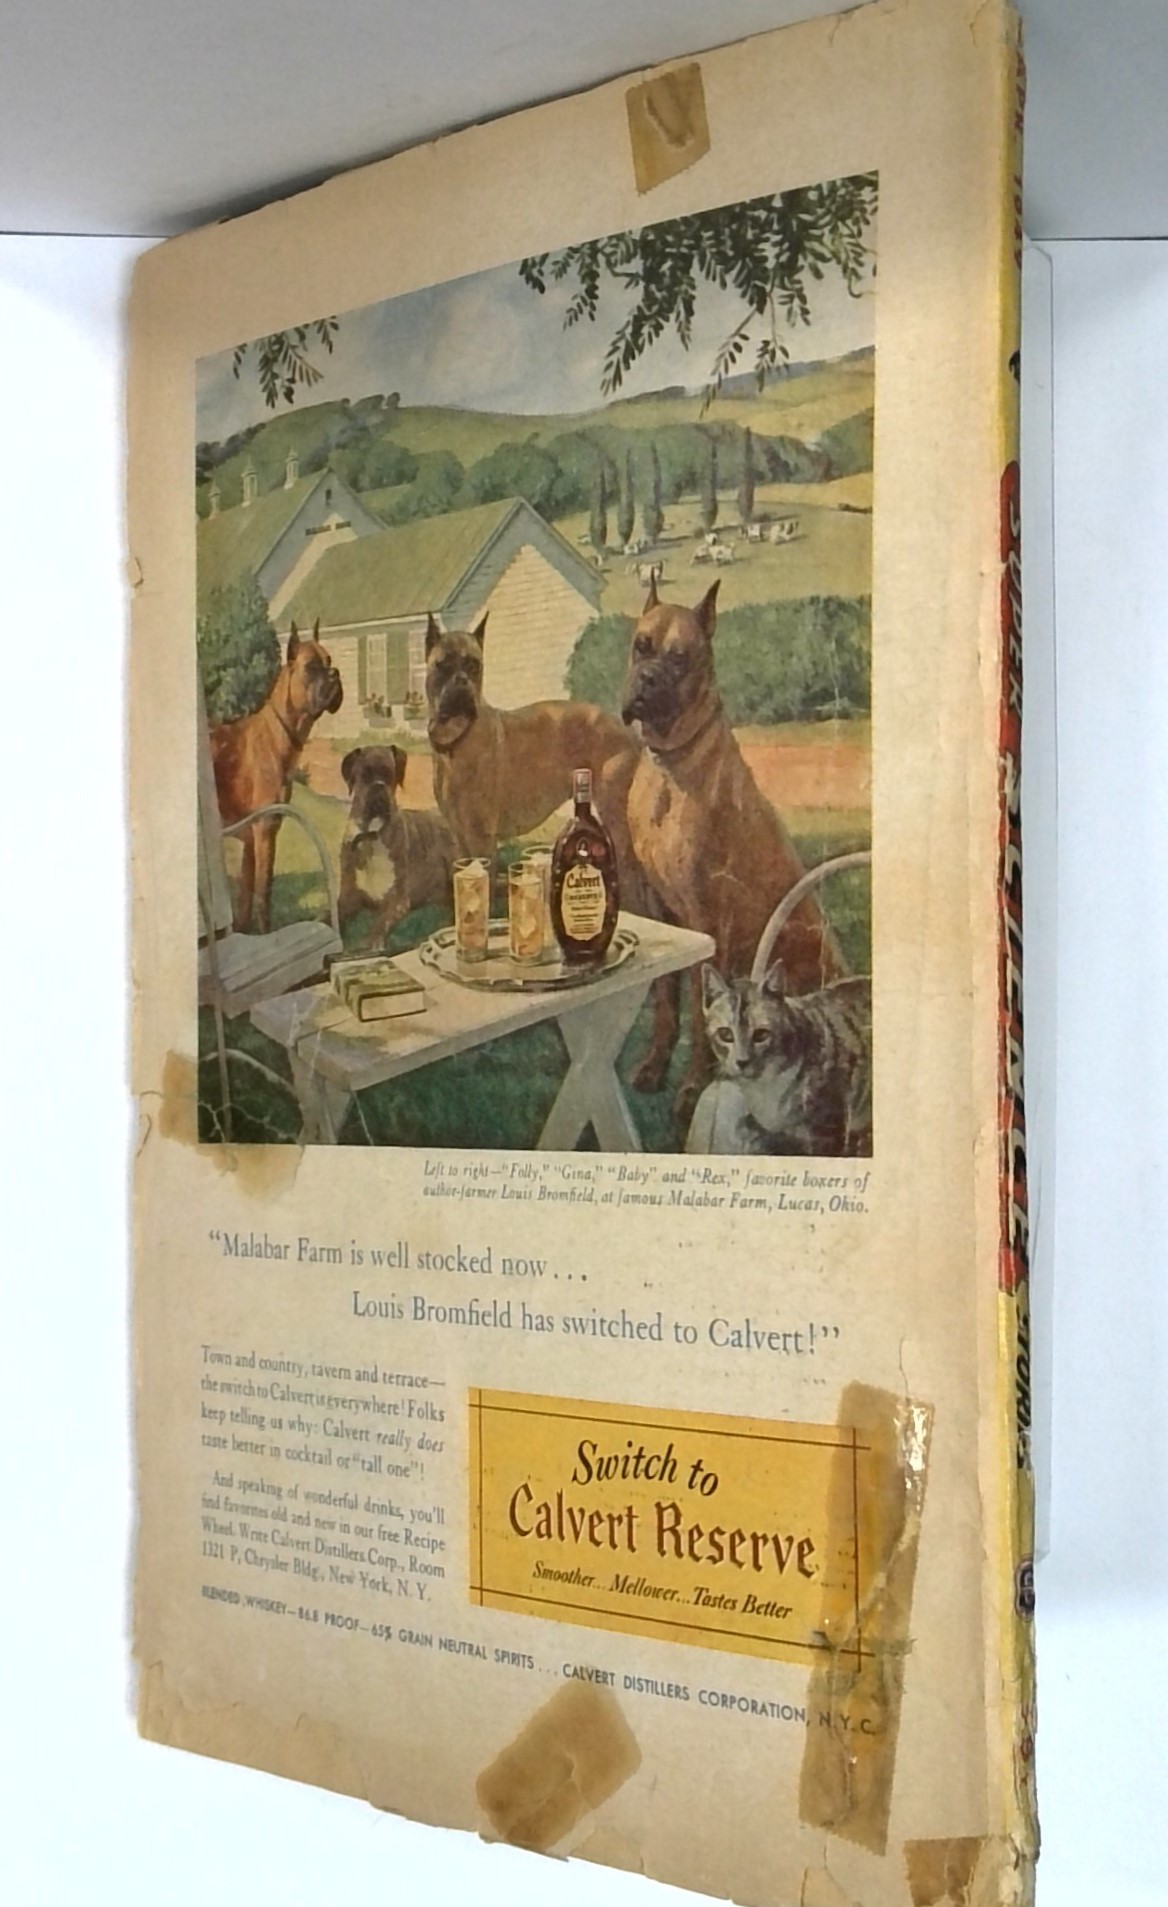 Left to right—"Folly," "Gina," "Baby" and "Rex," favorite boxers of
author-farmer Louis Bromfield, at famous Malabar Farm, Lucas, Ohio.
"Malabar Farm is well stocked now...
Louis Bromfield has switched to Calvert!"
Town and country, tavern and terrace—
the switch to Calvert is everywhere! Folks
keep telling us why: Calvert really does
taste better in cocktail or "tall one"!
And speaking of wonderful drinks, you'll
find favorites old and new in our free Recipe
Wheel. Write Calvert Distillers Corp., Room
1321 P, Chrysler Bldg., New York, N. Y.
Switch to
Calvert Reserve
Smoother... Mellower... Tastes Better
BLENDED WHISKEY—86.8 PROOF—65% GRAIN NEUTRAL SPIRITS... CALVERT DISTILLERS CORPORATION, N.Y.C.
Calvert
SUPER SCIENCE STORIES